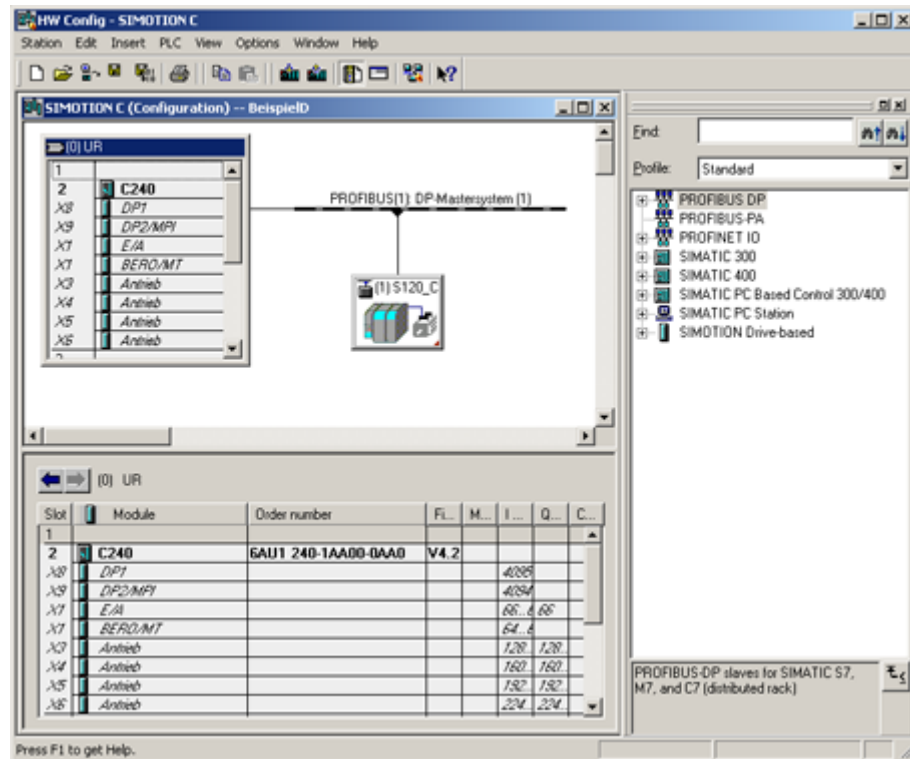 HW Config - SIMOTION C
Station Edit Insert PLC View Options Window Help
SIMOTION C (Configuration) -- BeispielD
(0) UR
1
2 C240
X8 DP1
X9 DP2/MPI
X1 E/A
X1 BERO/MT
X3 Antrieb
X4 Antrieb
X5 Antrieb
X6 Antrieb
PROFIBUS(1): DP-Mastersystem (1)
(1) S120_C
Find:
Profile: Standard
PROFIBUS DP
PROFIBUS-PA
PROFINET IO
SIMATIC 300
SIMATIC 400
SIMATIC PC Based Control 300/400
SIMATIC PC Station
SIMOTION Drive-based
(0) UR
Slot Module Order number Fi... M... I ... Q... C...
1
2 C240 6AU1 240-1AA00-0AA0 V4.2
X8 DP1 4095
X9 DP2/MPI 4094
X1 E/A 66... 66
X1 BERO/MT 64...
X3 Antrieb 128.. 128..
X4 Antrieb 160.. 160..
X5 Antrieb 192.. 192..
X6 Antrieb 224.. 224..
PROFIBUS-DP slaves for SIMATIC S7,
M7, and C7 (distributed rack)
Press F1 to get Help.